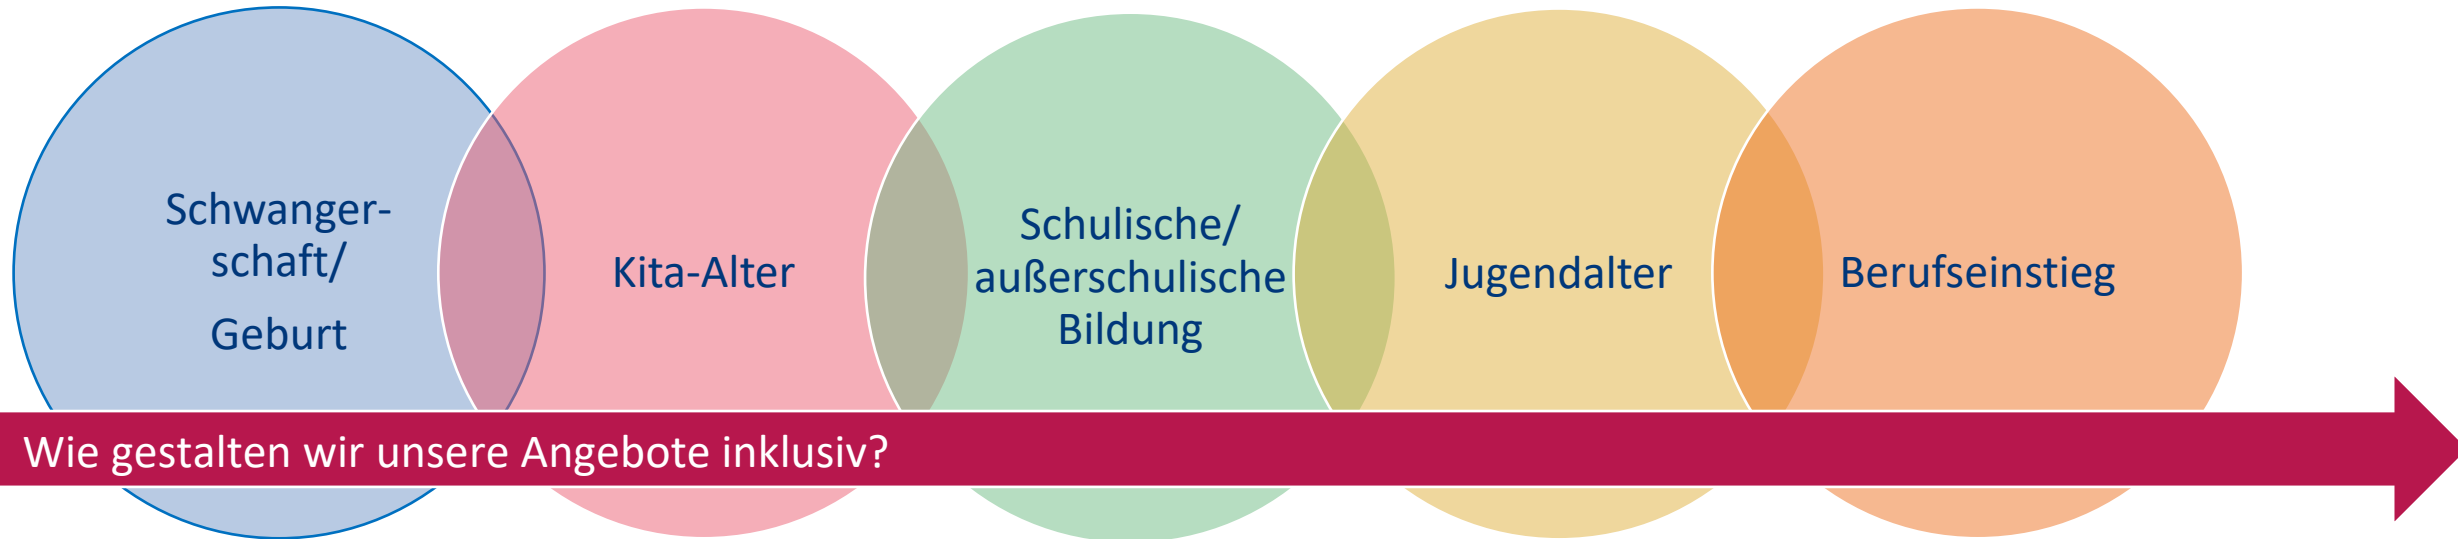 Schwanger-
schaft/
Geburt
Kita-Alter
Schulische/
außerschulische
Bildung
Jugendalter
Berufseinstieg
Wie gestalten wir unsere Angebote inklusiv?